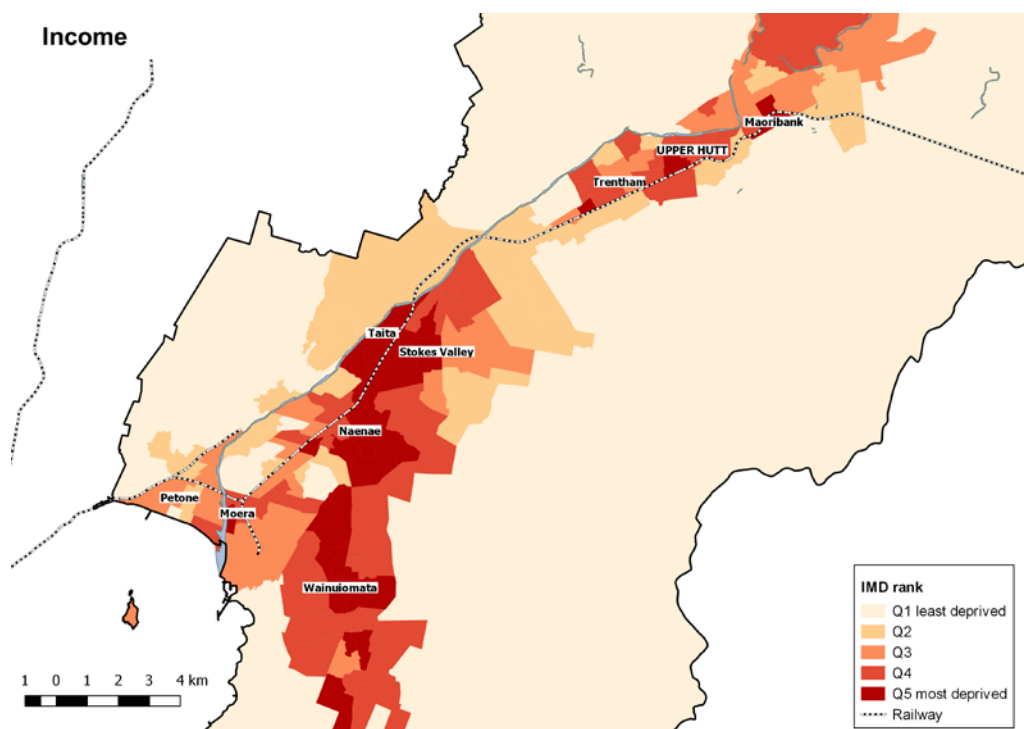 Income
Maoribank
UPPER HUTT
Trentham
Taita
Stokes Valley
Naenae
Petone
Moera
Wainuiomata
IMD rank
Q1 least deprived
Q2
Q3
Q4
Q5 most deprived
Railway
1 0 1 2 3 4 km